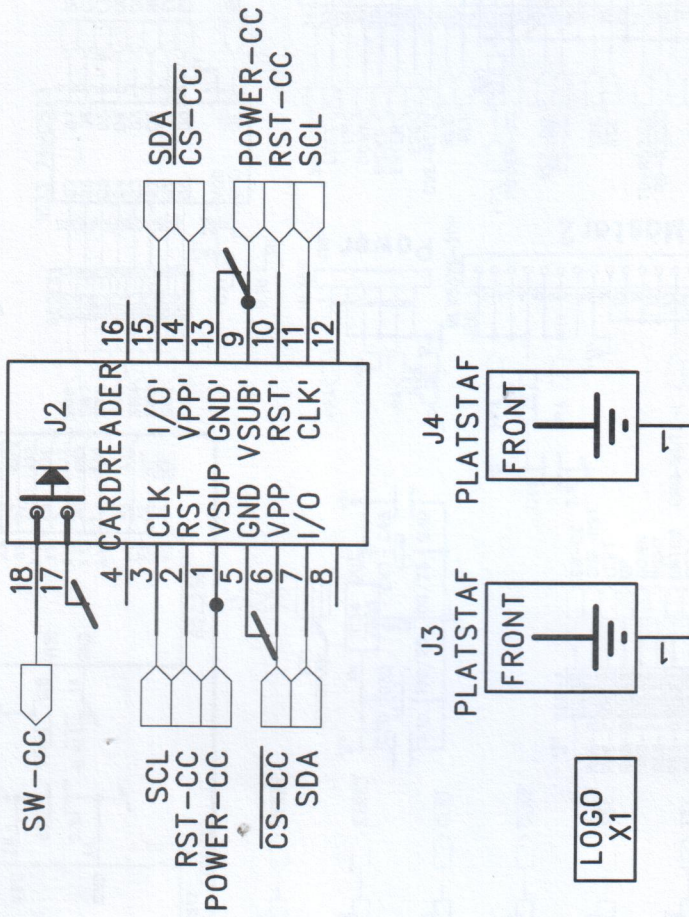 SW-CC
18
17
J2
CARDREADER
4
3
2
1
5
6
7
8
CLK
RST
VSUP
GND
VPP
I/O
I/O'
VPP'
GND'
VSUB'
RST'
CLK'
16
15
14
13
9
10
11
12
SCL
RST-CC
POWER-CC
CS-CC
SDA
SDA
CS-CC
POWER-CC
RST-CC
SCL
LOGO
X1
J3
PLATSTAF
FRONT
1
J4
PLATSTAF
FRONT
1